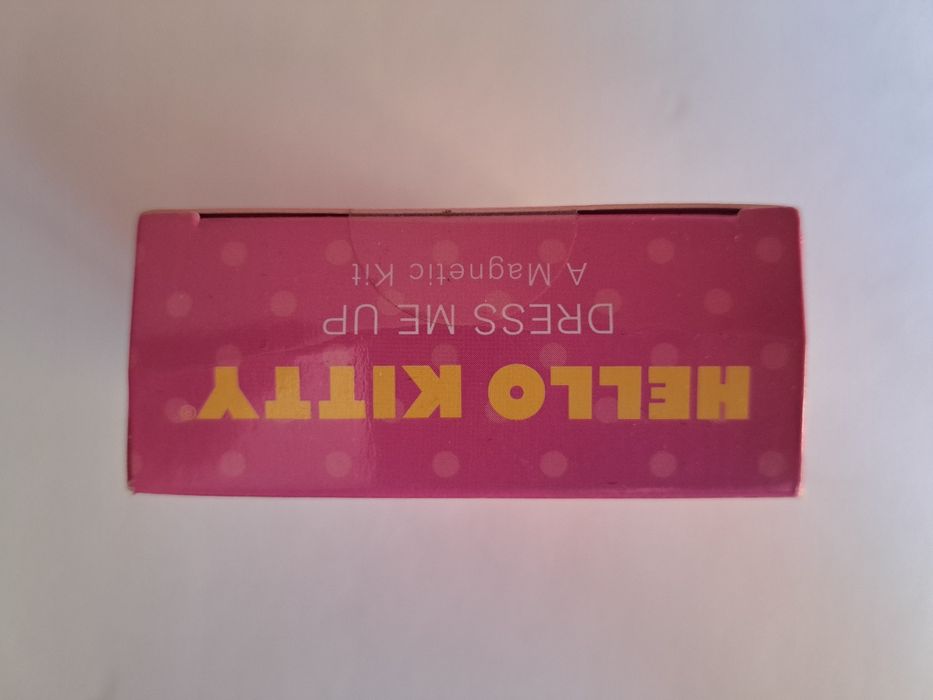 HELLO KITTY®
DRESS ME UP
A Magnetic Kit